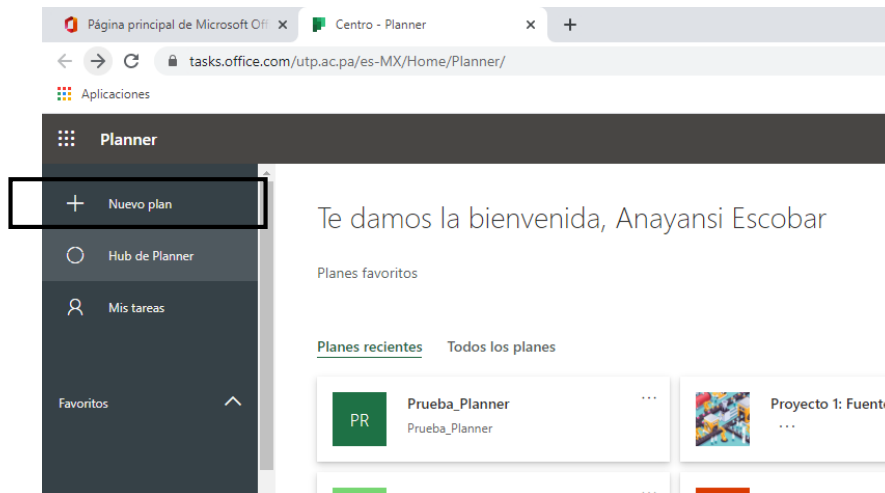 Página principal de Microsoft Off
Centro - Planner
tasks.office.com/utp.ac.pa/es-MX/Home/Planner/
Aplicaciones
Planner
Nuevo plan
Hub de Planner
Mis tareas
Favoritos
Te damos la bienvenida, Anayansi Escobar
Planes favoritos
Planes recientes Todos los planes
PR
Prueba_Planner
Prueba_Planner
Proyecto 1: Fuente